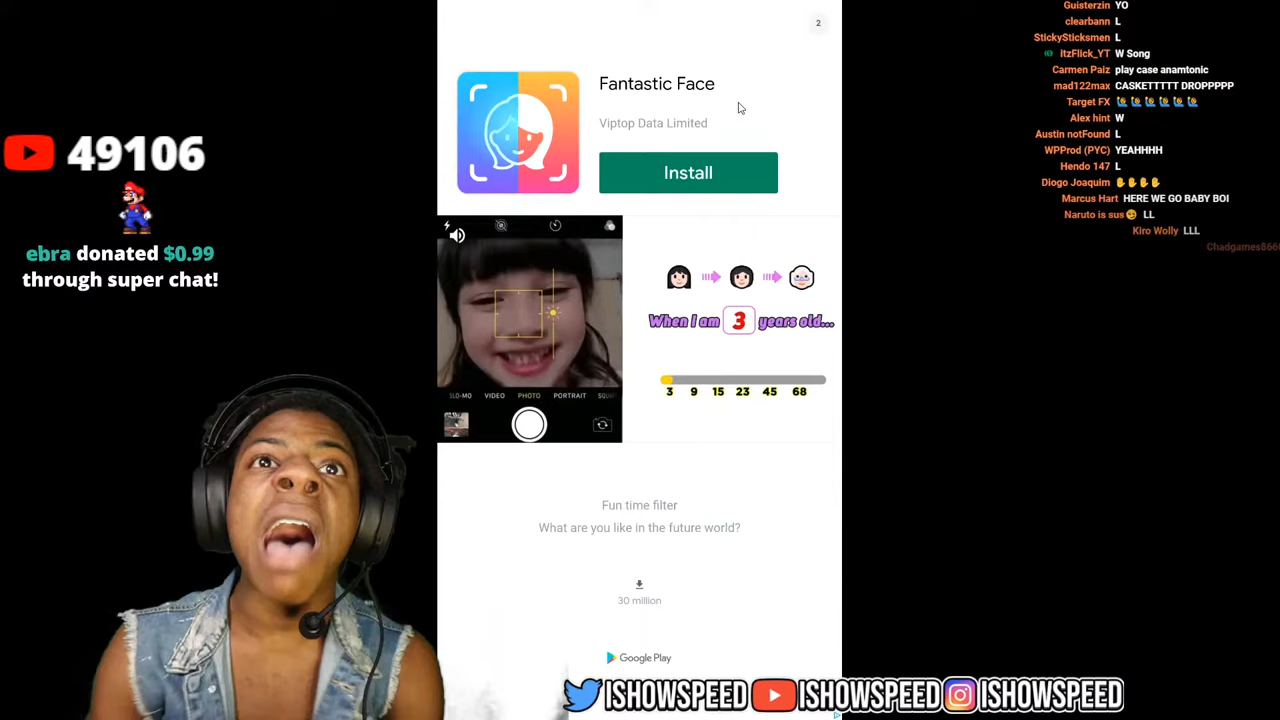 49106
ebra donated $0.99
through super chat!
2
Fantastic Face
Viptop Data Limited
Install
SLO-MO VIDEO PHOTO PORTRAIT SQU
When I am 3 years old...
3 9 15 23 45 68
Fun time filter
What are you like in the future world?
30 million
Google Play
ISHOWSPEED ISHOWSPEED ISHOWSPEED
Guisterzin YO
clearbann L
StickySticksmen L
ItzFlick_YT W Song
Carmen Paiz play case anamtonic
mad122max CASKETTTTT DROPPPPP
Target FX
Alex hint W
Austin notFound L
WPProd (PYC) YEAHHHH
Hendo 147 L
Diogo Joaquim
Marcus Hart HERE WE GO BABY BOI
Naruto is sus LL
Kiro Wolly LLL